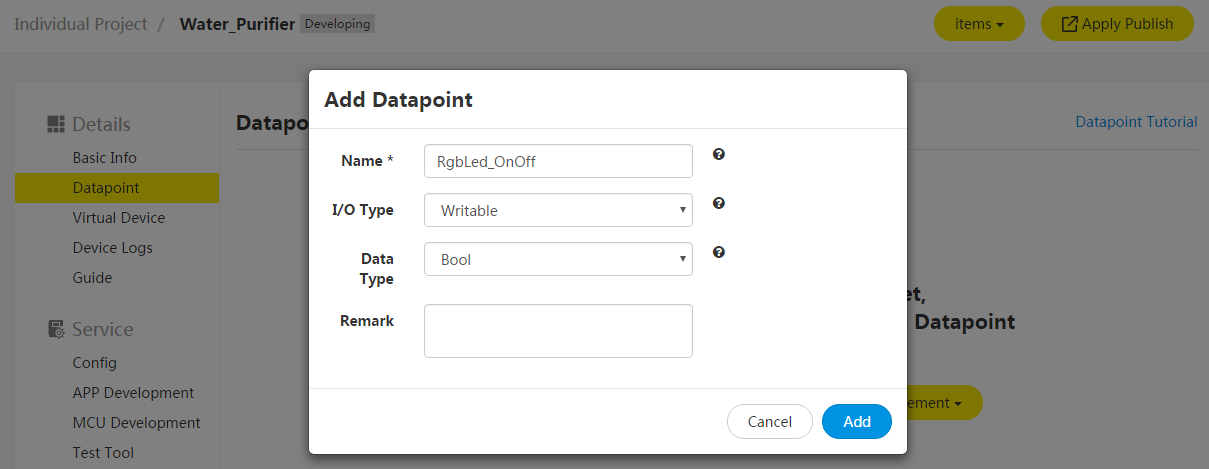 Individual Project / Water_Purifier Developing
items
Apply Publish
Add Datapoint
Details
Datapo
Datapoint Tutorial
Basic Info
Name *
RgbLed_OnOff
Datapoint
I/O Type
Writable
Virtual Device
Device Logs
Data
Type
Bool
Guide
et,
Datapoint
Remark
Service
Config
APP Development
ement
MCU Development
Cancel
Add
Test Tool